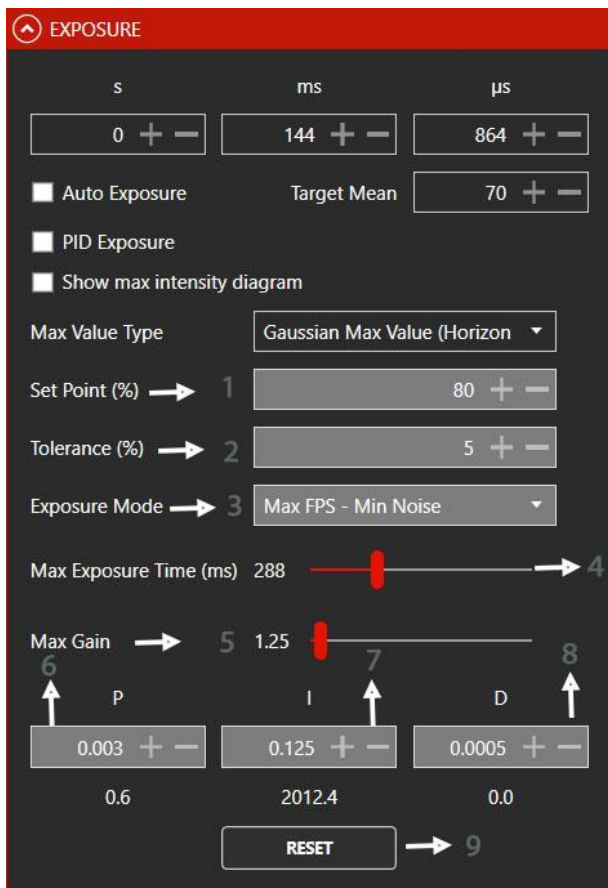 EXPOSURE
s ms µs
0 144 864
Auto Exposure Target Mean 70
PID Exposure
Show max intensity diagram
Max Value Type Gaussian Max Value (Horizon
Set Point (%) 1 80
Tolerance (%) 2 5
Exposure Mode 3 Max FPS - Min Noise
Max Exposure Time (ms) 288 4
Max Gain 5 1.25
6 7 8
P I D
0.003 0.125 0.0005
0.6 2012.4 0.0
RESET 9